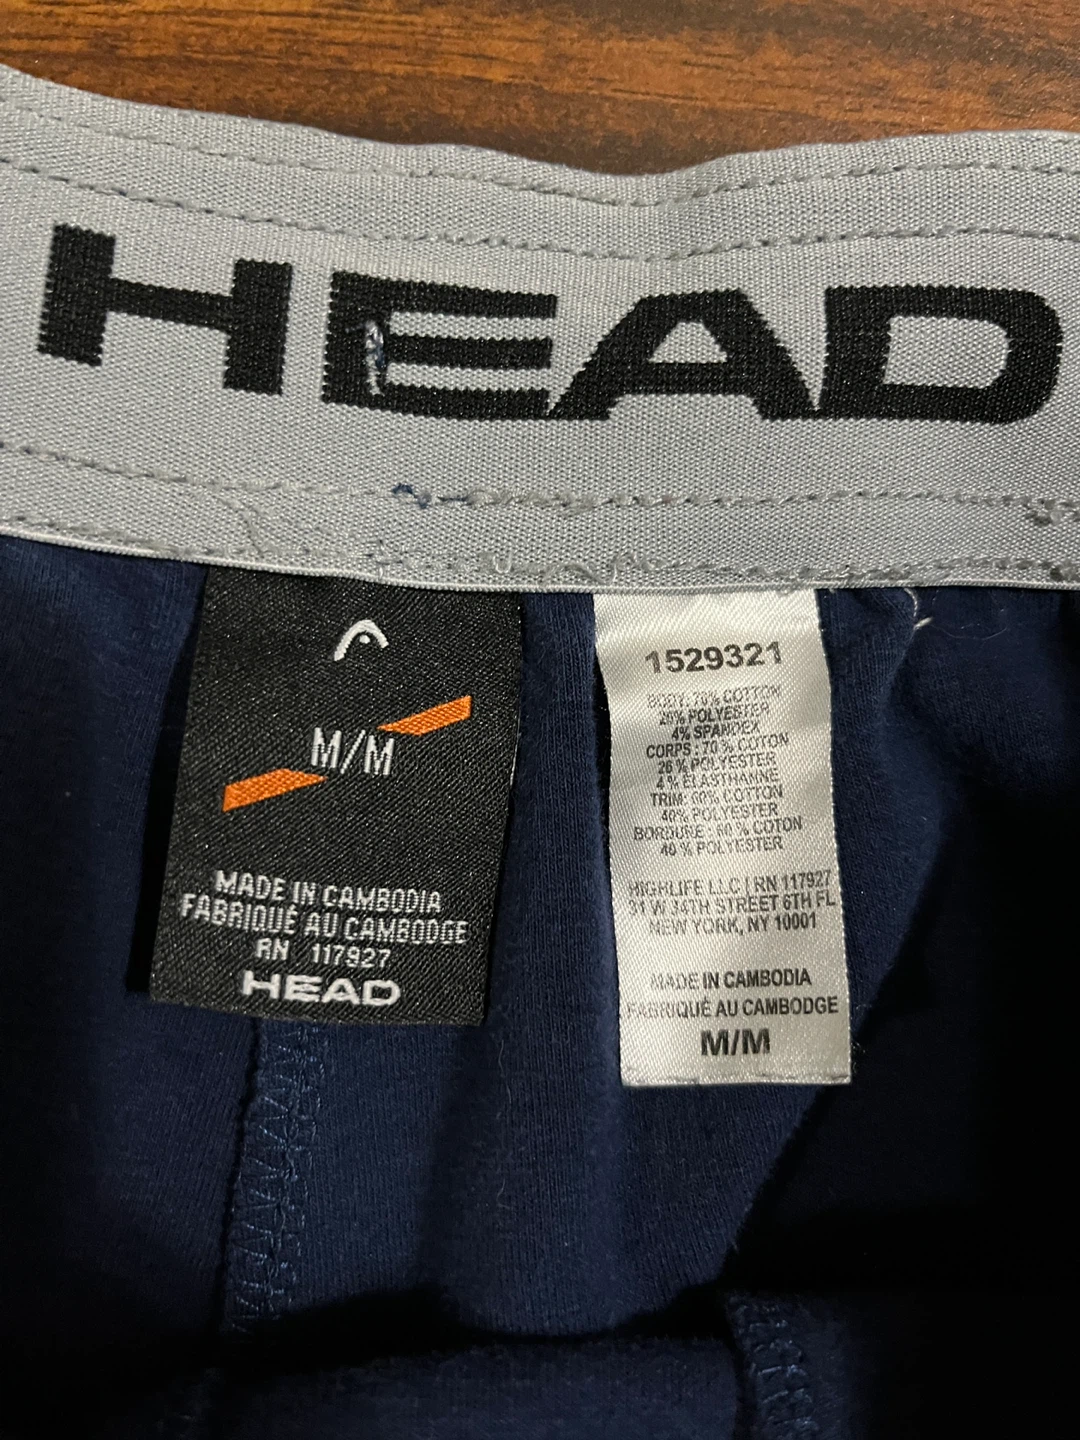 HEAD
M/M
MADE IN CAMBODIA
FABRIQUÉ AU CAMBODGE
RN 117927
HEAD
1529321
BODY: 70% COTTON
26% POLYESTER
4% SPANDEX
CORPS : 70 % COTON
26 % POLYESTER
4 % ELASTHANNE
TRIM: 60% COTTON
40% POLYESTER
BORDURE : 60 % COTON
40 % POLYESTER
HIGHLIFE LLC | RN 117927
31 W 34TH STREET 6TH FL
NEW YORK, NY 10001
MADE IN CAMBODIA
FABRIQUÉ AU CAMBODGE
M/M